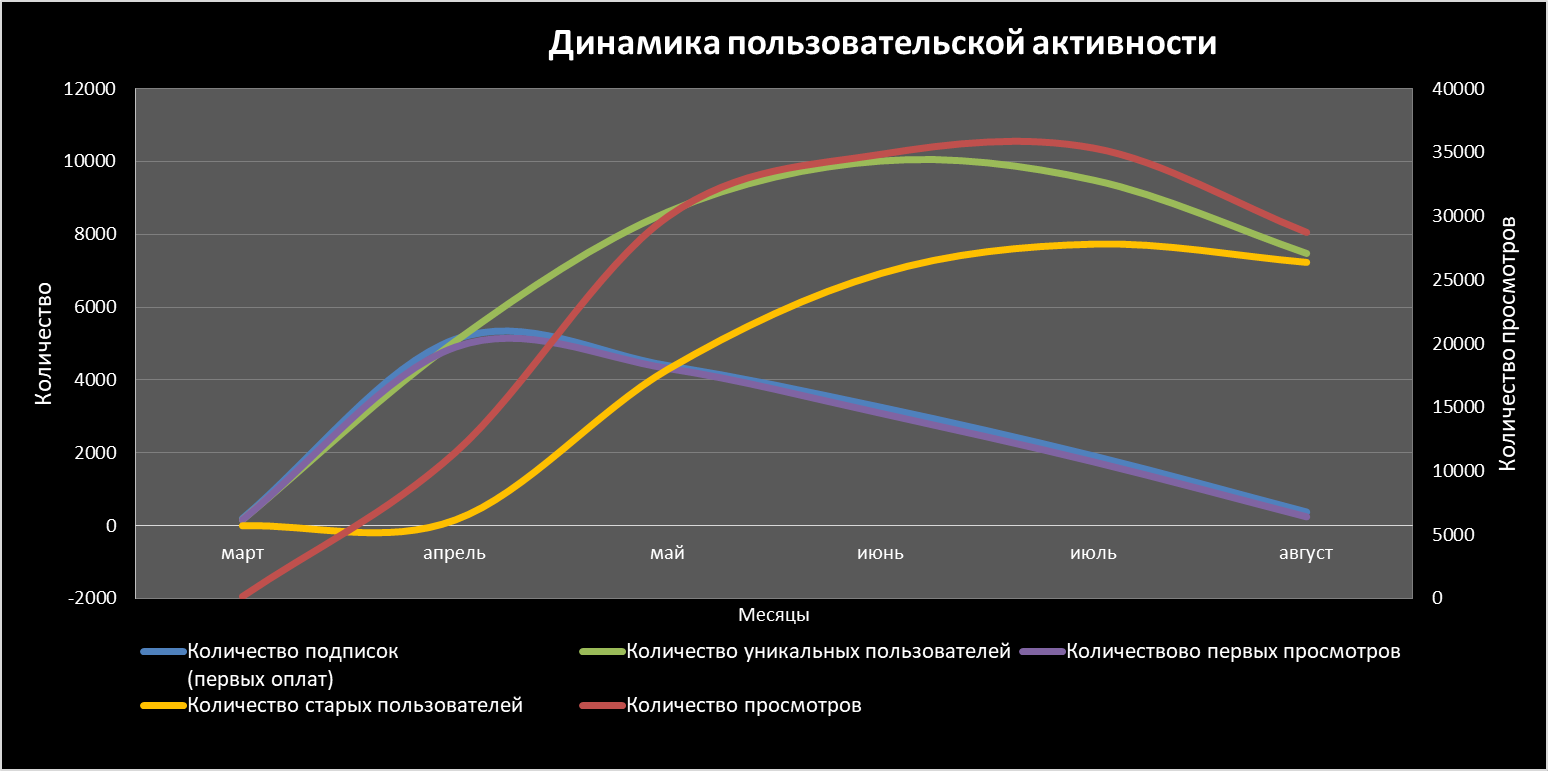 Динамика пользовательской активности
12000
10000
8000
6000
4000
2000
0
-2000
Количество
40000
35000
30000
25000
20000
15000
10000
5000
0
Количество просмотров
март апрель май июнь июль август
Месяцы
Количество подписок
(первых оплат)
Количество уникальных пользователей
Количествово первых просмотров
Количество старых пользователей
Количество просмотров